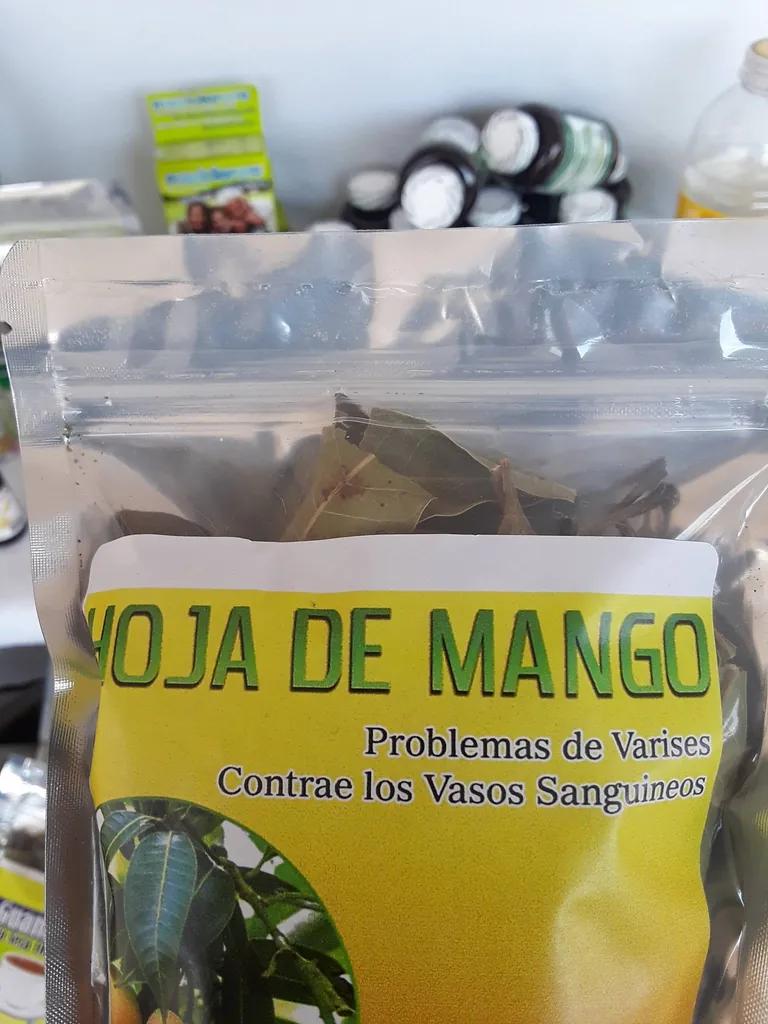 HOJA DE MANGO
Problemas de Varises
Contrae los Vasos Sanguineos